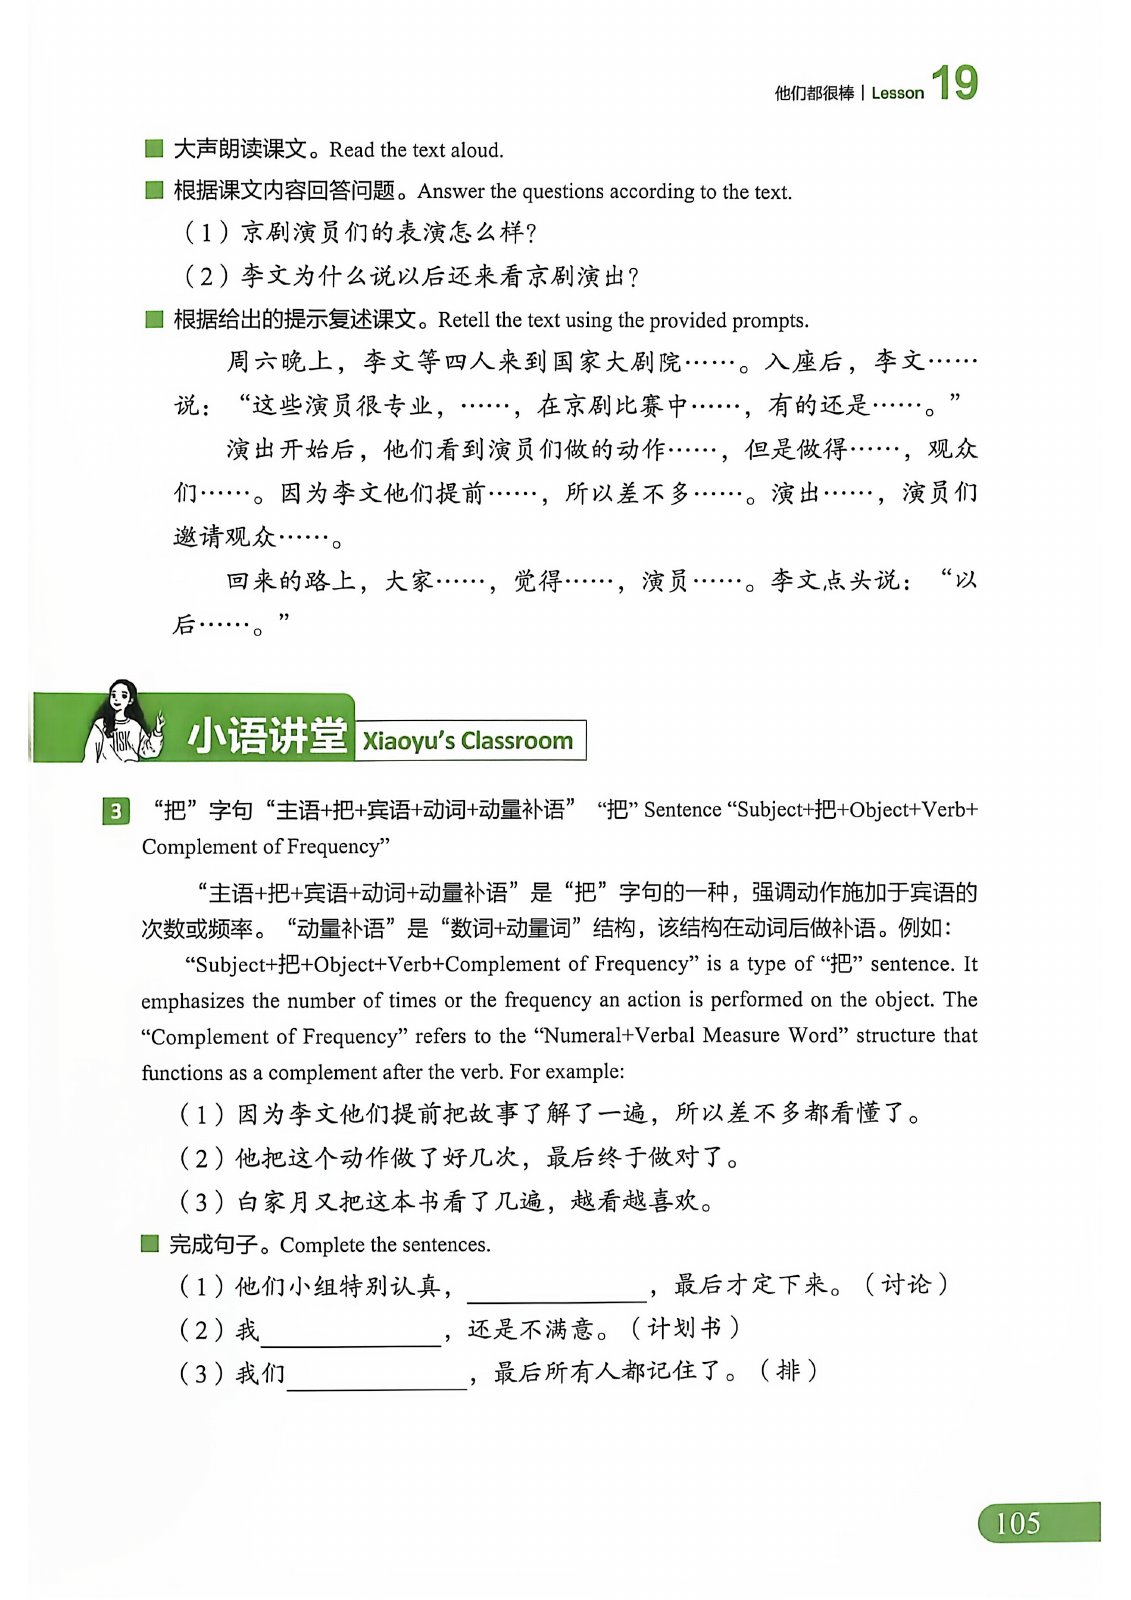 他们都很棒 | Lesson 19
大声朗读课文。Read the text aloud.
根据课文内容回答问题。Answer the questions according to the text.
（1）京剧演员们的表演怎么样？
（2）李文为什么说以后还来看京剧演出？
根据给出的提示复述课文。Retell the text using the provided prompts.
周六晚上，李文等四人来到国家大剧院……。入座后，李文……
说：“这些演员很专业，……，在京剧比赛中……，有的还是……。”
演出开始后，他们看到演员们做的动作……，但是做得……，观众
们……。因为李文他们提前……，所以差不多……。演出……，演员们
邀请观众……。
回来的路上，大家……，觉得……，演员……。李文点头说：“以
后……。”
小语讲堂 Xiaoyu's Classroom
3 “把”字句“主语+把+宾语+动词+动量补语” “把” Sentence “Subject+把+Object+Verb+
Complement of Frequency”
“主语+把+宾语+动词+动量补语”是“把”字句的一种，强调动作施加于宾语的
次数或频率。“动量补语”是“数词+动量词”结构，该结构在动词后做补语。例如：
“Subject+把+Object+Verb+Complement of Frequency” is a type of “把” sentence. It
emphasizes the number of times or the frequency an action is performed on the object. The
“Complement of Frequency” refers to the “Numeral+Verbal Measure Word” structure that
functions as a complement after the verb. For example:
（1）因为李文他们提前把故事了解了一遍，所以差不多都看懂了。
（2）他把这个动作做了好几次，最后终于做对了。
（3）白家月又把这本书看了几遍，越看越喜欢。
完成句子。Complete the sentences.
（1）他们小组特别认真，______________，最后才定下来。（讨论）
（2）我______________，还是不满意。（计划书）
（3）我们______________，最后所有人都记住了。（排）
105